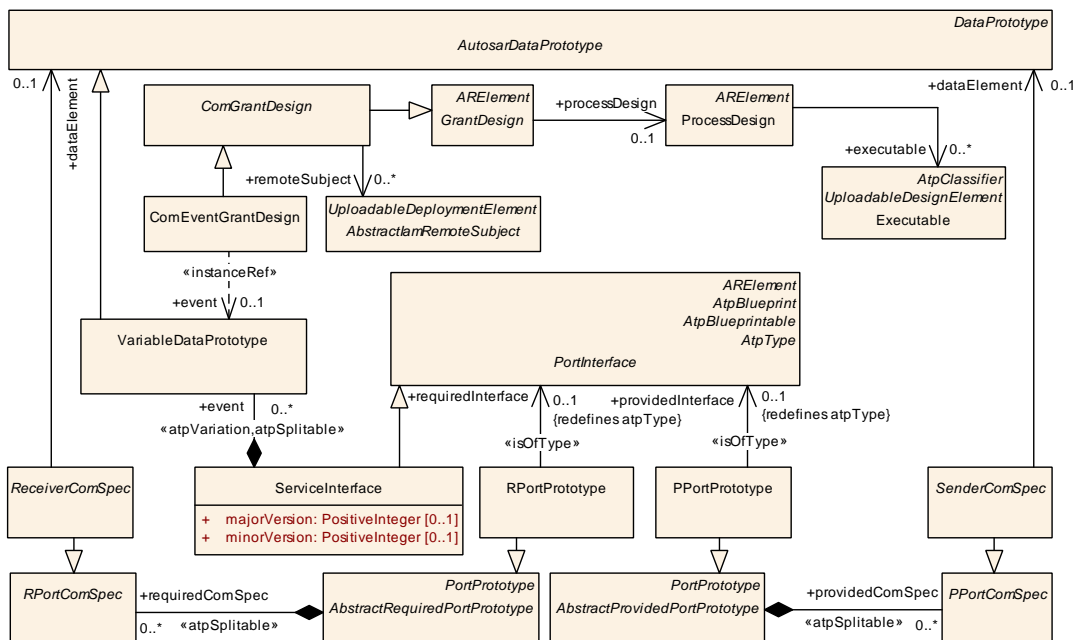 DataPrototype
AutosarDataPrototype
0..1
+dataElement
+dataElement
0..1
ComGrantDesign
ARElement
GrantDesign
+processDesign
0..1
ARElement
ProcessDesign
+executable
0..*
+remoteSubject
0..*
AtpClassifier
UploadableDesignElement
Executable
ComEventGrantDesign
UploadableDeploymentElement
AbstractIamRemoteSubject
«instanceRef»
+event
0..1
ARElement
AtpBlueprint
AtpBlueprintable
AtpType
PortInterface
VariableDataPrototype
+event
0..*
«atpVariation,atpSplitable»
+requiredInterface
0..1
{redefines atpType}
«isOfType»
+providedInterface
0..1
{redefines atpType}
«isOfType»
ReceiverComSpec
ServiceInterface
+ majorVersion: PositiveInteger [0..1]
+ minorVersion: PositiveInteger [0..1]
RPortPrototype
PPortPrototype
SenderComSpec
RPortComSpec
+requiredComSpec
0..*
«atpSplitable»
PortPrototype
AbstractRequiredPortPrototype
PortPrototype
AbstractProvidedPortPrototype
+providedComSpec
«atpSplitable»
0..*
PPortComSpec